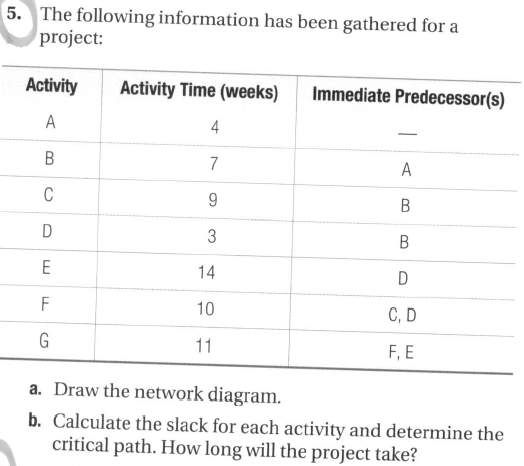 5. The following information has been gathered for a
project:
Activity Activity Time (weeks) Immediate Predecessor(s)
A 4 —
B 7 A
C 9 B
D 3 B
E 14 D
F 10 C, D
G 11 F, E
a. Draw the network diagram.
b. Calculate the slack for each activity and determine the
critical path. How long will the project take?